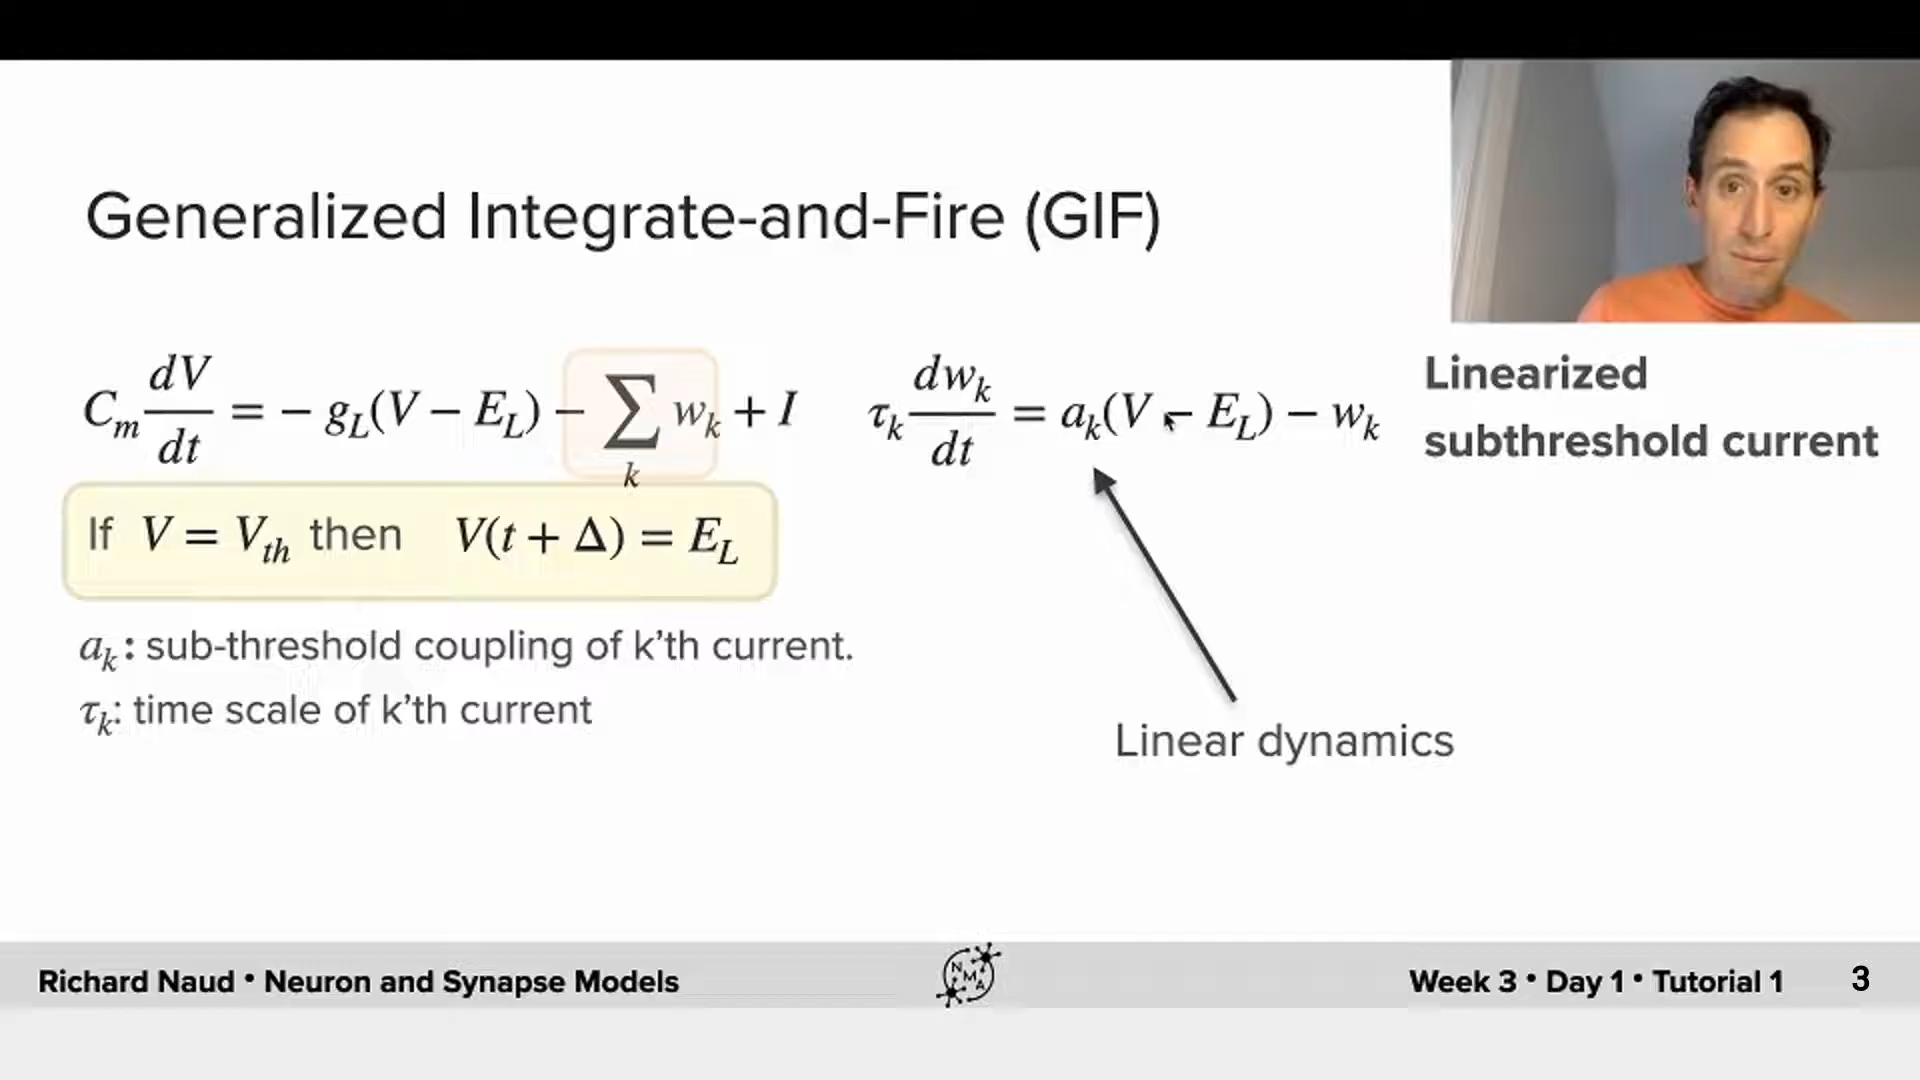 Generalized Integrate-and-Fire (GIF)
C_m dV/dt = − g_L(V − E_L) − ∑_k w_k + I
τ_k dw_k/dt = a_k(V − E_L) − w_k
Linearized
subthreshold current
If V = V_th then V(t + Δ) = E_L
a_k: sub-threshold coupling of k’th current.
τ_k: time scale of k’th current
Linear dynamics
Richard Naud • Neuron and Synapse Models
N M A
Week 3 • Day 1 • Tutorial 1
3